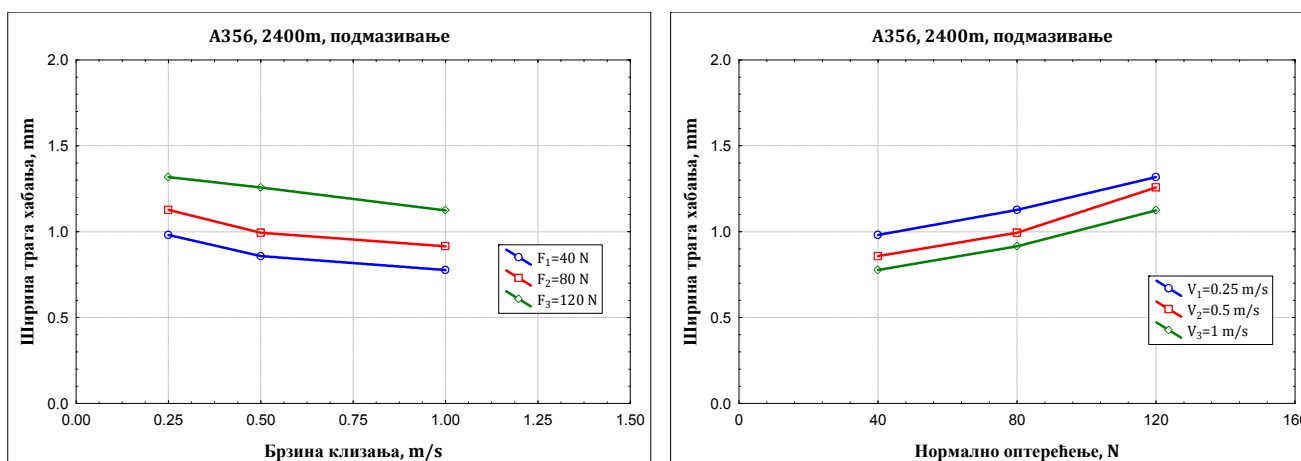 А356, 2400m, подмазивање
Ширина трага хабања, mm
2.0
1.5
1.0
0.5
0.0
0.00 0.25 0.50 0.75 1.00 1.25 1.50
Брзина клизања, m/s
F₁=40 N
F₂=80 N
F₃=120 N
А356, 2400m, подмазивање
Ширина трага хабања, mm
2.0
1.5
1.0
0.5
0.0
0 40 80 120 160
Нормално оптерећење, N
V₁=0.25 m/s
V₂=0.5 m/s
V₃=1 m/s